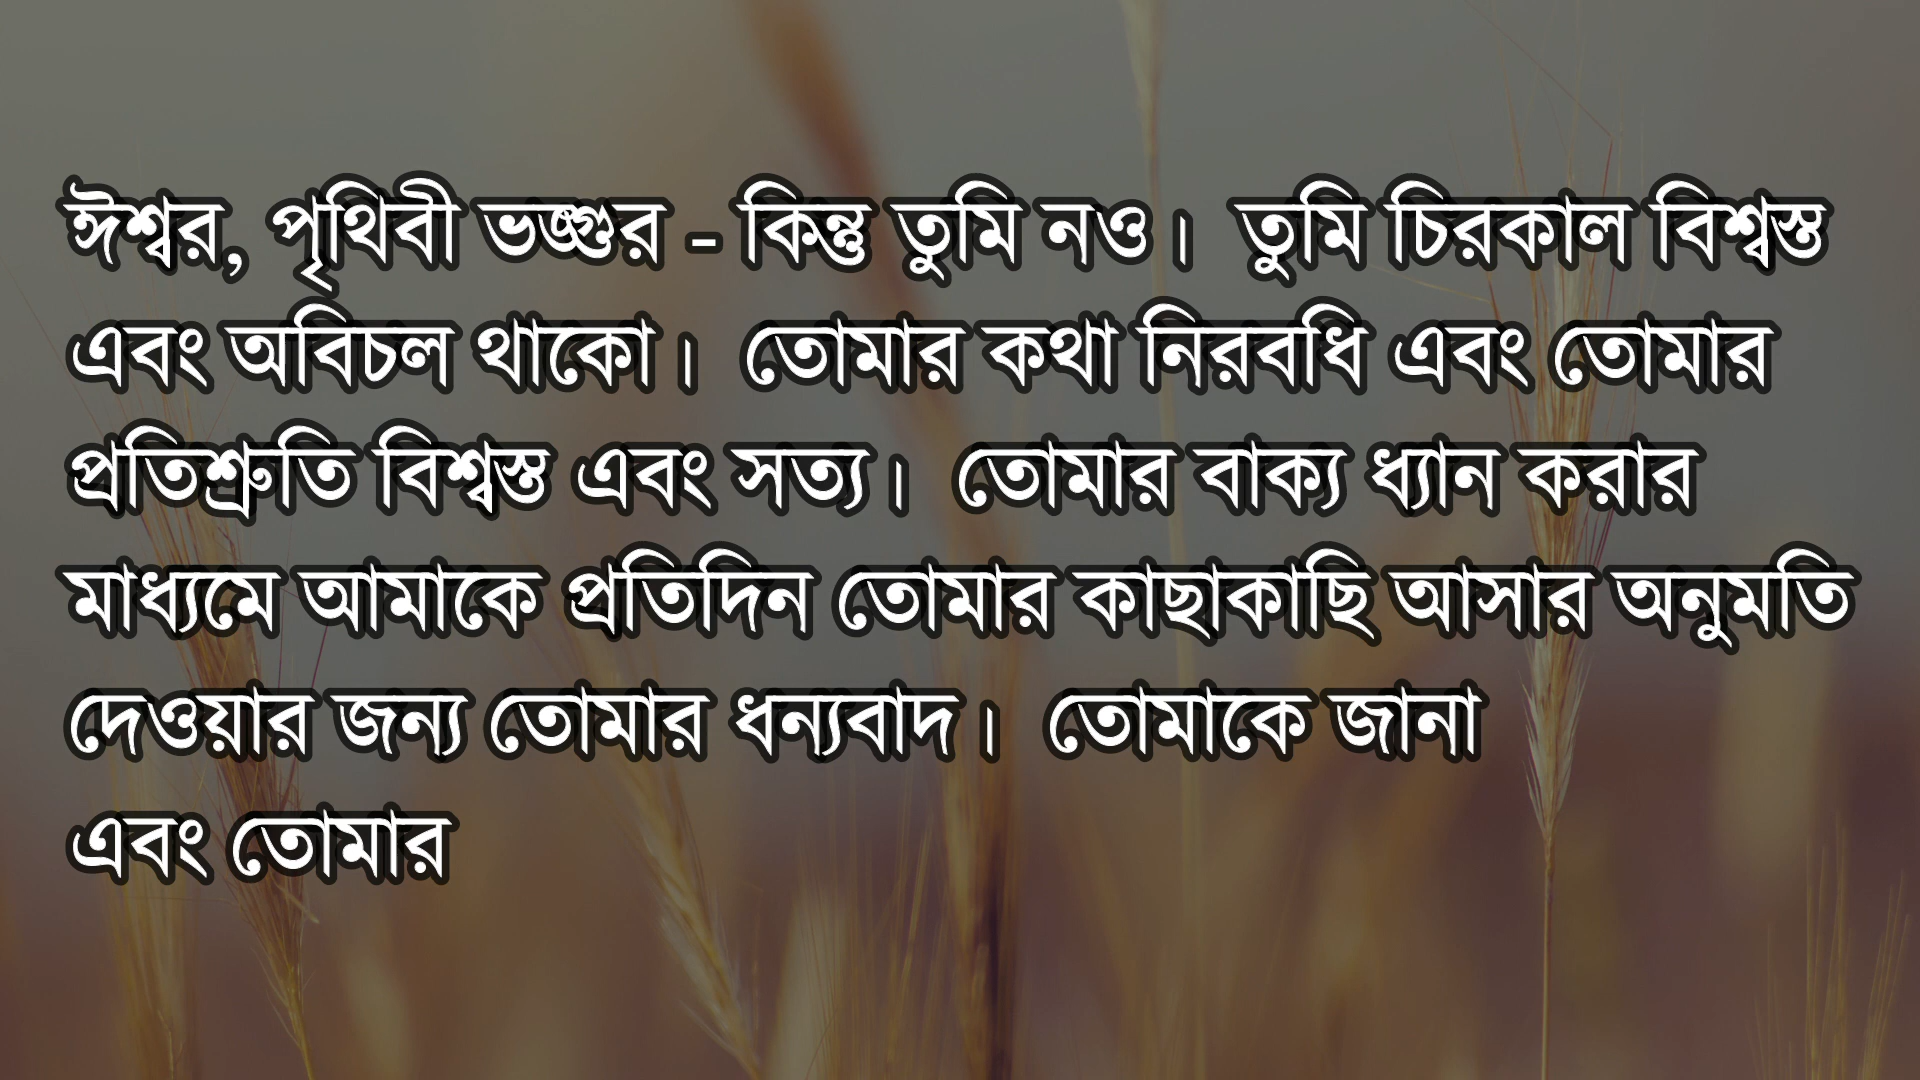 ঈশ্বর, পৃথিবী ভঙ্গুর - কিন্তু তুমি নও। তুমি চিরকাল বিশ্বস্ত
এবং অবিচল থাকো। তোমার কথা নিরবধি এবং তোমার
প্রতিশ্রুতি বিশ্বস্ত এবং সত্য। তোমার বাক্য ধ্যান করার
মাধ্যমে আমাকে প্রতিদিন তোমার কাছাকাছি আসার অনুমতি
দেওয়ার জন্য তোমার ধন্যবাদ। তোমাকে জানা
এবং তোমার